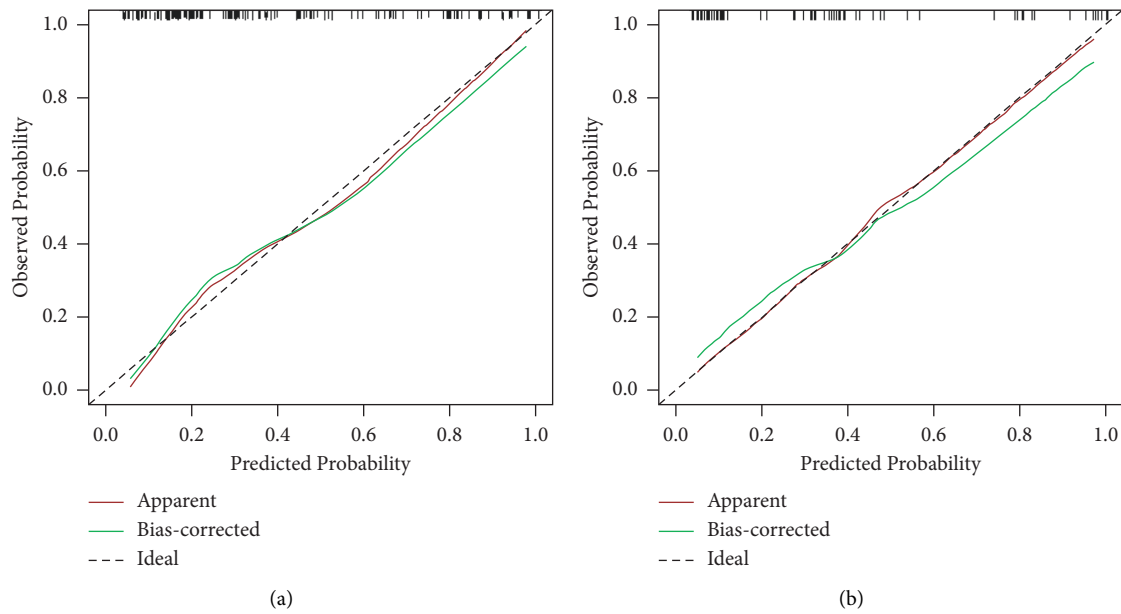 1.0
0.8
0.6
0.4
0.2
0.0
Observed Probability
0.0 0.2 0.4 0.6 0.8 1.0
Predicted Probability
Apparent
Bias-corrected
Ideal
(a)
1.0
0.8
0.6
0.4
0.2
0.0
Observed Probability
0.0 0.2 0.4 0.6 0.8 1.0
Predicted Probability
Apparent
Bias-corrected
Ideal
(b)